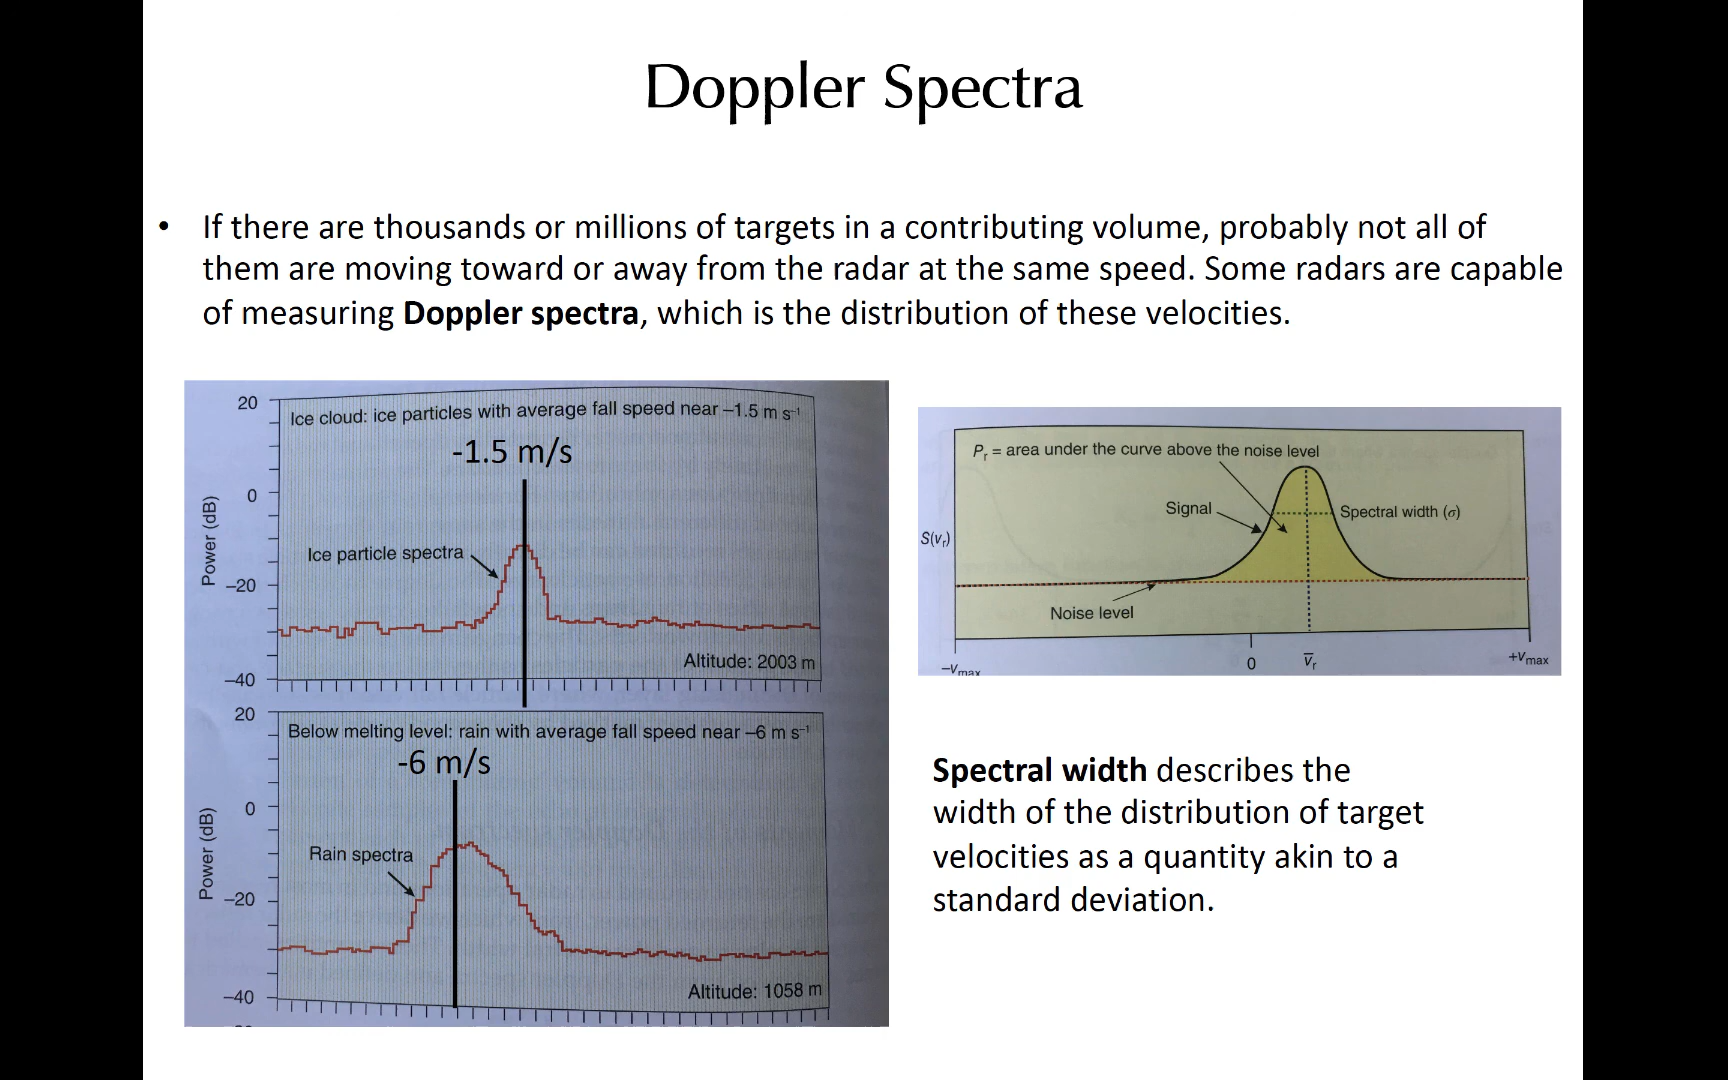 Doppler Spectra
• If there are thousands or millions of targets in a contributing volume, probably not all of
them are moving toward or away from the radar at the same speed. Some radars are capable
of measuring Doppler spectra, which is the distribution of these velocities.
20
Ice cloud: ice particles with average fall speed near –1.5 m s⁻¹
-1.5 m/s
0
Power (dB)
Ice particle spectra
–20
Altitude: 2003 m
–40
20
Below melting level: rain with average fall speed near –6 m s⁻¹
-6 m/s
0
Power (dB)
Rain spectra
–20
Altitude: 1058 m
–40
Pr = area under the curve above the noise level
Signal
Spectral width (σ)
S(vr)
Noise level
–vmax
0
v̅r
+vmax
Spectral width describes the
width of the distribution of target
velocities as a quantity akin to a
standard deviation.